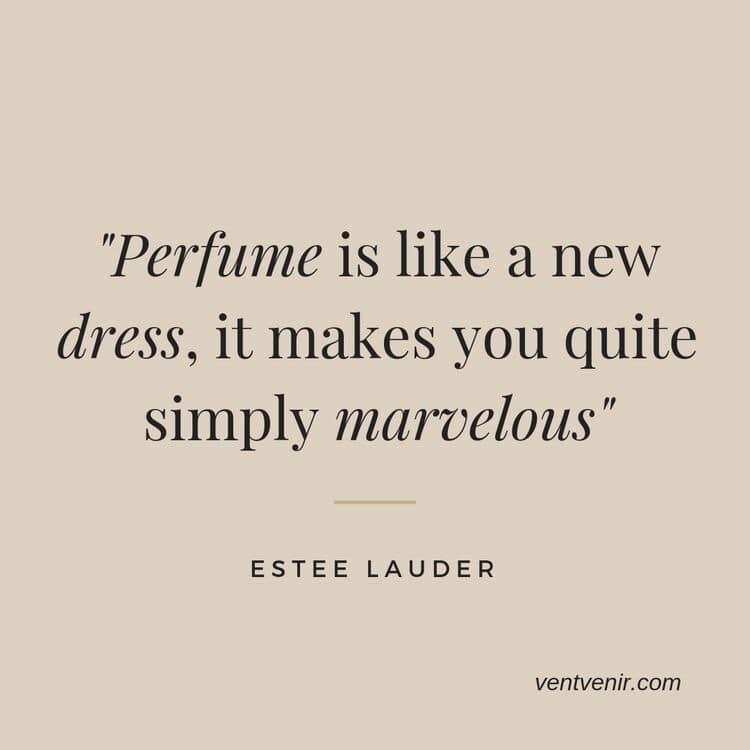 "Perfume is like a new
dress, it makes you quite
simply marvelous"
ESTEE LAUDER
ventvenir.com